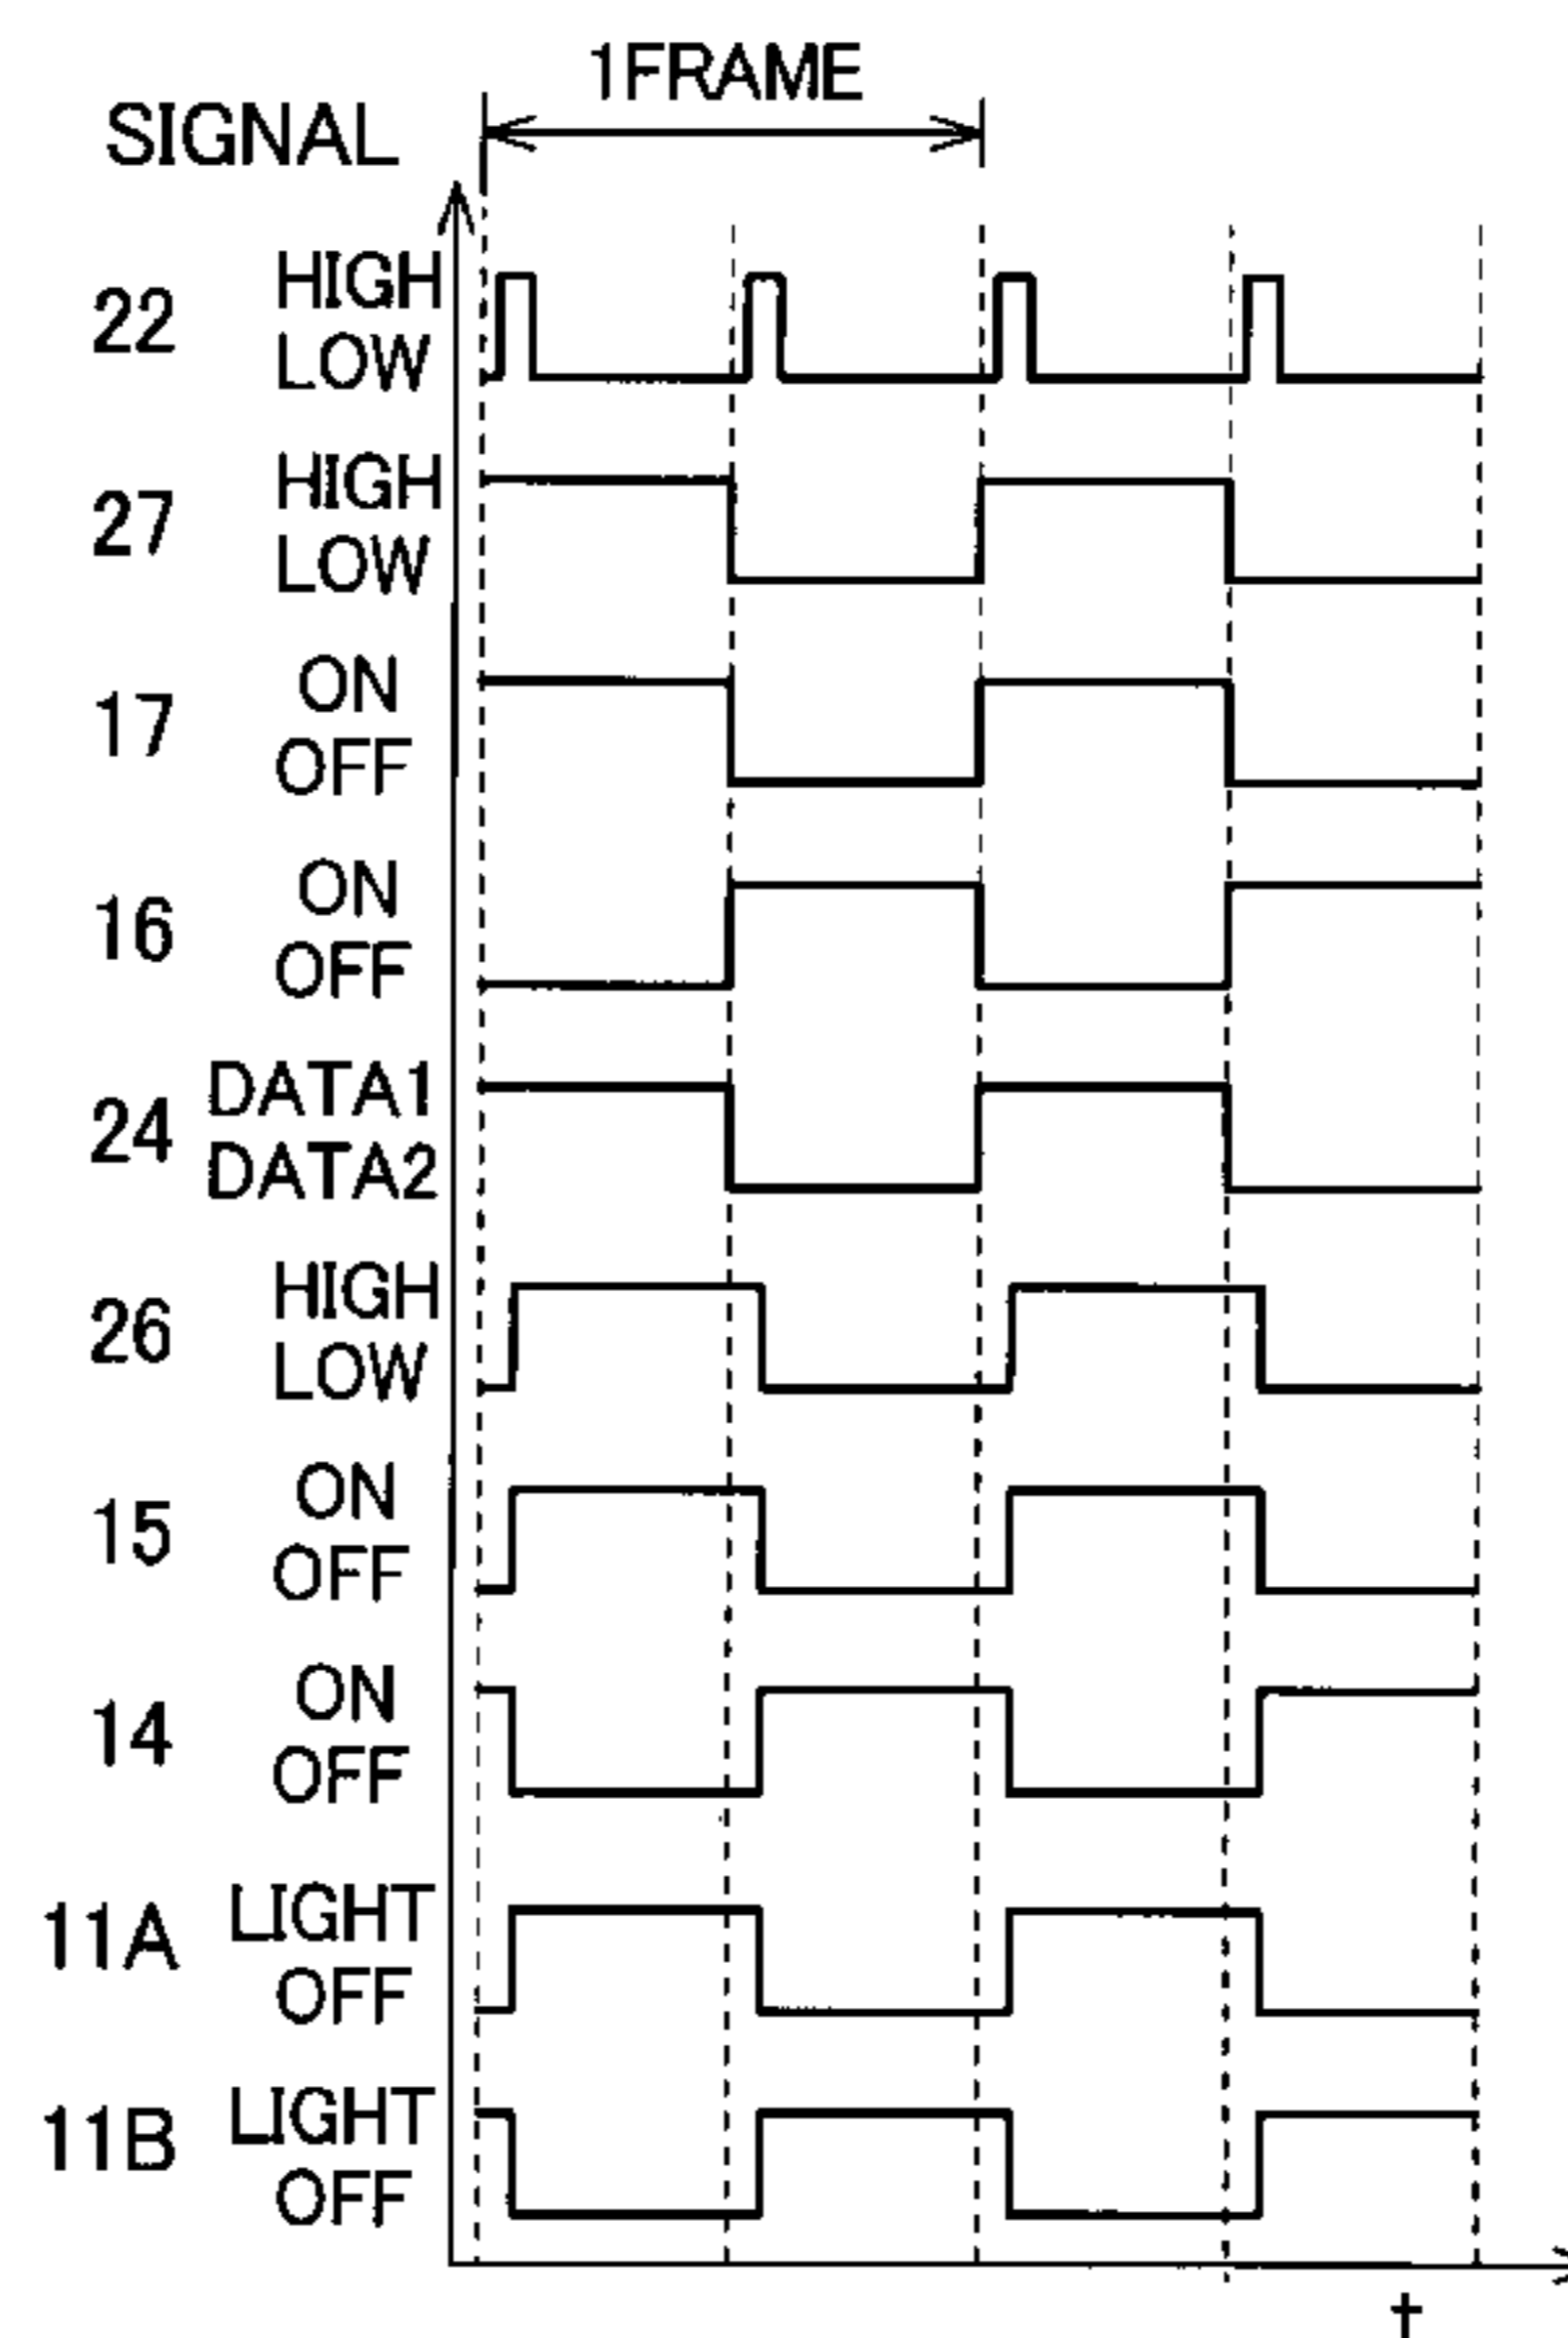 1FRAME
SIGNAL
22 HIGH
LOW
27 HIGH
LOW
17 ON
OFF
16 ON
OFF
24 DATA1
DATA2
26 HIGH
LOW
15 ON
OFF
14 ON
OFF
11A LIGHT
OFF
11B LIGHT
OFF
t